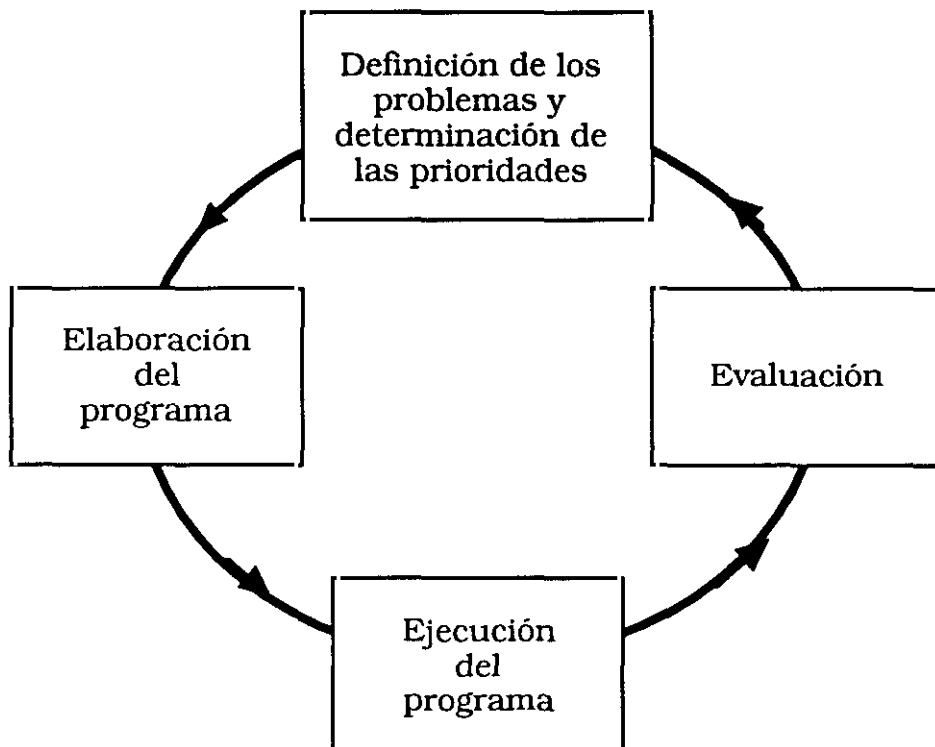 Definición de los
problemas y
determinación de
las prioridades
Elaboración
del
programa
Evaluación
Ejecución
del
programa